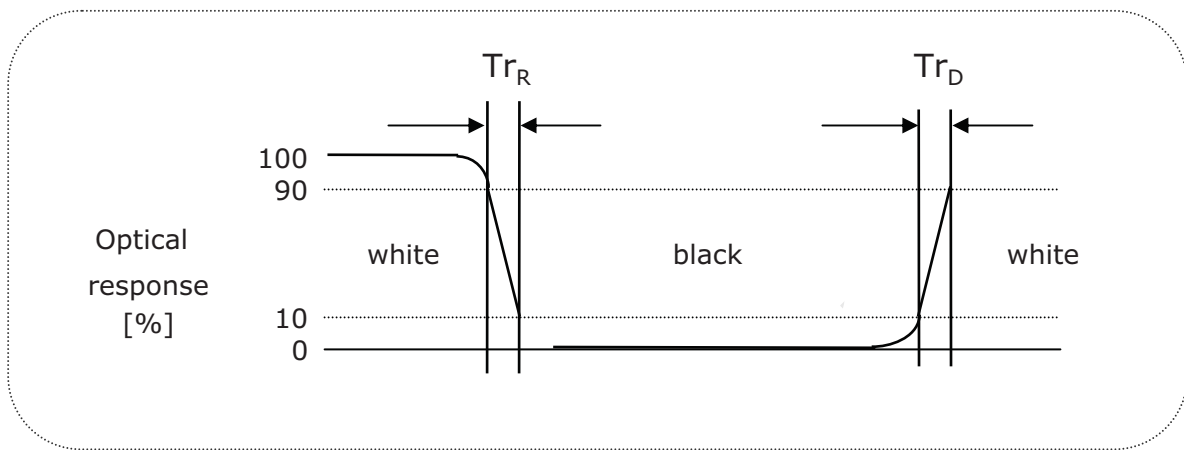 Tr_R
Tr_D
100
90
Optical
response
[%]
white
black
white
10
0